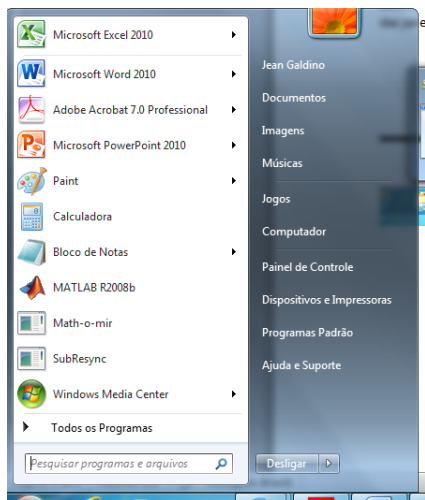 Microsoft Excel 2010
Microsoft Word 2010
Adobe Acrobat 7.0 Professional
Microsoft PowerPoint 2010
Paint
Calculadora
Bloco de Notas
MATLAB R2008b
Math-o-mir
SubResync
Windows Media Center
Todos os Programas
Pesquisar programas e arquivos
Jean Galdino
Documentos
Imagens
Músicas
Jogos
Computador
Painel de Controle
Dispositivos e Impressoras
Programas Padrão
Ajuda e Suporte
Desligar